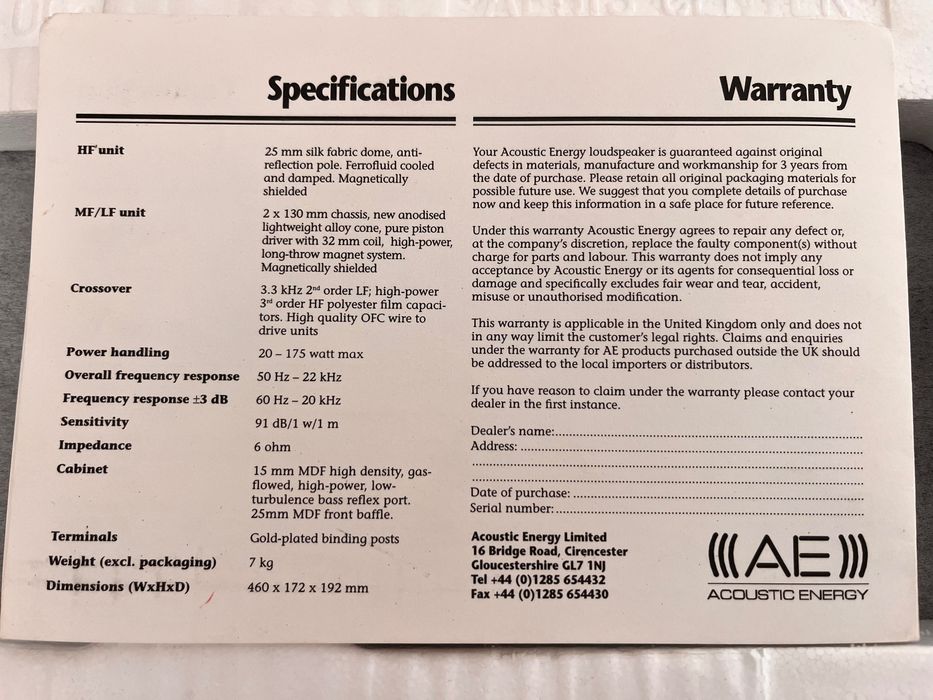 Specifications
HF unit 25 mm silk fabric dome, anti-
reflection pole. Ferrofluid cooled
and damped. Magnetically
shielded
MF/LF unit 2 x 130 mm chassis, new anodised
lightweight alloy cone, pure piston
driver with 32 mm coil, high-power,
long-throw magnet system.
Magnetically shielded
Crossover 3.3 kHz 2nd order LF; high-power
3rd order HF polyester film capaci-
tors. High quality OFC wire to
drive units
Power handling 20 – 175 watt max
Overall frequency response 50 Hz – 22 kHz
Frequency response ±3 dB 60 Hz – 20 kHz
Sensitivity 91 dB/1 w/1 m
Impedance 6 ohm
Cabinet 15 mm MDF high density, gas-
flowed, high-power, low-
turbulence bass reflex port.
25mm MDF front baffle.
Terminals Gold-plated binding posts
Weight (excl. packaging) 7 kg
Dimensions (WxHxD) 460 x 172 x 192 mm
Warranty
Your Acoustic Energy loudspeaker is guaranteed against original
defects in materials, manufacture and workmanship for 3 years from
the date of purchase. Please retain all original packaging materials for
possible future use. We suggest that you complete details of purchase
now and keep this information in a safe place for future reference.
Under this warranty Acoustic Energy agrees to repair any defect or,
at the company's discretion, replace the faulty component(s) without
charge for parts and labour. This warranty does not imply any
acceptance by Acoustic Energy or its agents for consequential loss or
damage and specifically excludes fair wear and tear, accident,
misuse or unauthorised modification.
This warranty is applicable in the United Kingdom only and does not
in any way limit the customer's legal rights. Claims and enquiries
under the warranty for AE products purchased outside the UK should
be addressed to the local importers or distributors.
If you have reason to claim under the warranty please contact your
dealer in the first instance.
Dealer's name:
Address:
Date of purchase:
Serial number:
Acoustic Energy Limited
16 Bridge Road, Cirencester
Gloucestershire GL7 1NJ
Tel +44 (0)1285 654432
Fax +44 (0)1285 654430
(((AE)))
ACOUSTIC ENERGY